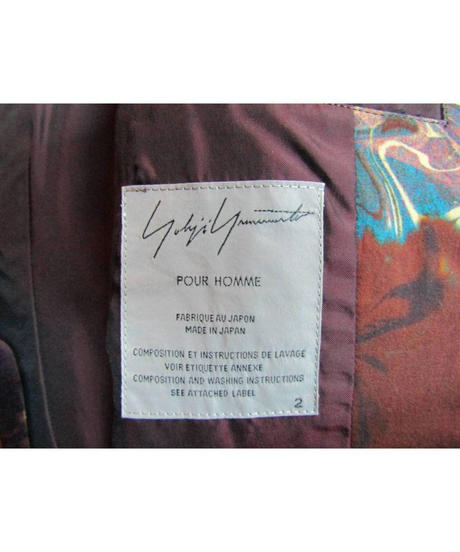 Yohji Yamamoto
POUR HOMME
FABRIQUE AU JAPON
MADE IN JAPAN
COMPOSITION ET INSTRUCTIONS DE LAVAGE
VOIR ETIQUETTE ANNEXE
COMPOSITION AND WASHING INSTRUCTIONS
SEE ATTACHED LABEL
2